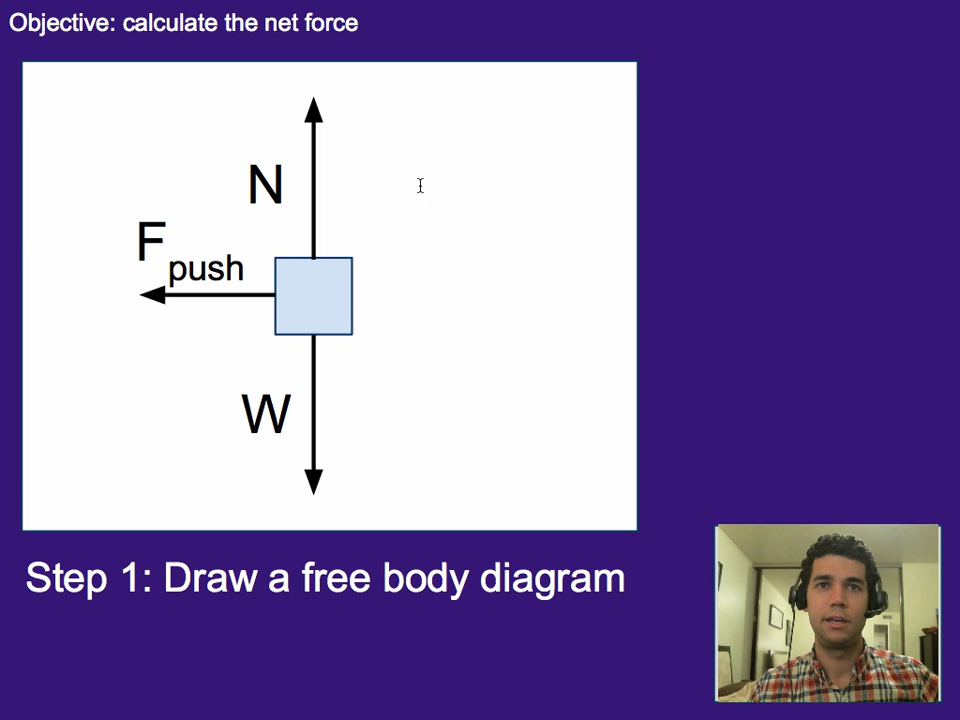 Objective: calculate the net force
N
F push
W
Step 1: Draw a free body diagram